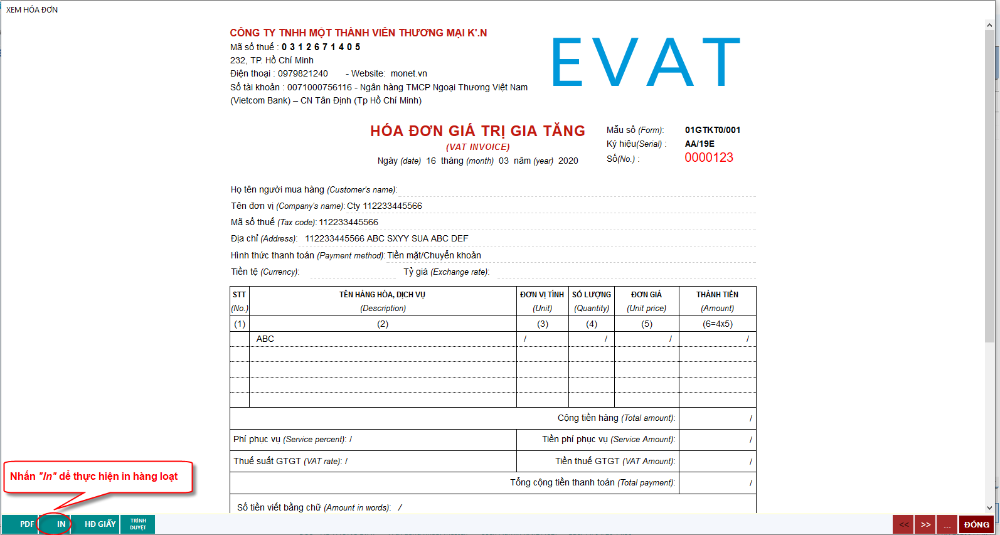 XEM HÓA ĐƠN
CÔNG TY TNHH MỘT THÀNH VIÊN THƯƠNG MẠI K'.N
Mã số thuế : 0 3 1 2 6 7 1 4 0 5
232, TP. Hồ Chí Minh
Điện thoại : 0979821240 - Website: monet.vn
Số tài khoản : 0071000756116 - Ngân hàng TMCP Ngoại Thương Việt Nam
(Vietcom Bank) – CN Tân Định (Tp Hồ Chí Minh)
EVAT
HÓA ĐƠN GIÁ TRỊ GIA TĂNG
(VAT INVOICE)
Ngày (date) 16 tháng (month) 03 năm (year) 2020
Mẫu số (Form): 01GTKT0/001
Ký hiệu(Serial) : AA/19E
Số(No.) : 0000123
Họ tên người mua hàng (Customer's name):
Tên đơn vị (Company's name): Cty 112233445566
Mã số thuế (Tax code): 112233445566
Địa chỉ (Address): 112233445566 ABC SXYY SUA ABC DEF
Hình thức thanh toán (Payment method): Tiền mặt/Chuyển khoản
Tiền tệ (Currency): Tỷ giá (Exchange rate):
STT TÊN HÀNG HÓA, DỊCH VỤ ĐƠN VỊ TÍNH SỐ LƯỢNG ĐƠN GIÁ THÀNH TIỀN
(No.) (Description) (Unit) (Quantity) (Unit price) (Amount)
(1) (2) (3) (4) (5) (6=4x5)
ABC / / / /
Cộng tiền hàng (Total amount): /
Phí phục vụ (Service percent): / Tiền phí phục vụ (Service Amount): /
Thuế suất GTGT (VAT rate): / Tiền thuế GTGT (VAT Amount): /
Tổng cộng tiền thanh toán (Total payment): /
Số tiền viết bằng chữ (Amount in words): /
Nhấn "In" dể thực hiện in hàng loạt
PDF IN HĐ GIẤY TRÌNH DUYỆT << >> ... ĐÓNG